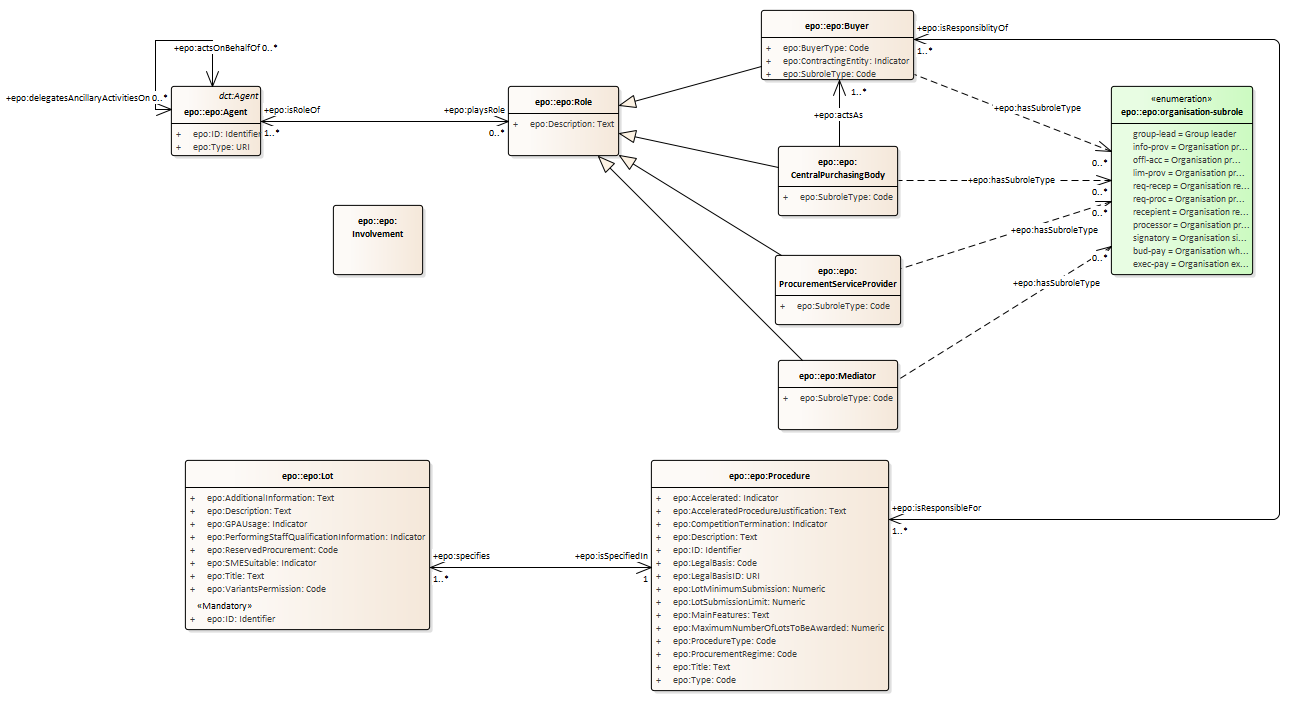 +epo:actsOnBehalfOf 0..*
+epo:delegatesAncillaryActivitiesOn 0..*
dct:Agent
epo::epo:Agent
+ epo:ID: Identifier
+ epo:Type: URI
+epo:isRoleOf
1..*
+epo:playsRole
0..*
epo::epo:Role
+ epo:Description: Text
epo::epo:
Involvement
epo::epo:Buyer
+ epo:BuyerType: Code
+ epo:ContractingEntity: Indicator
+ epo:SubroleType: Code
+epo:isResponsiblityOf
1..*
1..*
+epo:actsAs
epo::epo:
CentralPurchasingBody
+ epo:SubroleType: Code
epo::epo:
ProcurementServiceProvider
+ epo:SubroleType: Code
epo::epo:Mediator
+ epo:SubroleType: Code
+epo:hasSubroleType
0..*
+epo:hasSubroleType
0..*
+epo:hasSubroleType
0..*
+epo:hasSubroleType
0..*
«enumeration»
epo::epo:organisation-subrole
group-lead = Group leader
info-prov = Organisation pr...
offl-acc = Organisation pr...
lim-prov = Organisation pr...
req-recep = Organisation re...
req-proc = Organisation pr...
recepient = Organisation re...
processor = Organisation pr...
signatory = Organisation si...
bud-pay = Organisation wh...
exec-pay = Organisation ex...
epo::epo:Lot
+ epo:AdditionalInformation: Text
+ epo:Description: Text
+ epo:GPAUsage: Indicator
+ epo:PerformingStaffQualificationInformation: Indicator
+ epo:ReservedProcurement: Code
+ epo:SMESuitable: Indicator
+ epo:Title: Text
+ epo:VariantsPermission: Code
«Mandatory»
+ epo:ID: Identifier
+epo:specifies
1..*
+epo:isSpecifiedIn
1
epo::epo:Procedure
+ epo:Accelerated: Indicator
+ epo:AcceleratedProcedureJustification: Text
+ epo:CompetitionTermination: Indicator
+ epo:Description: Text
+ epo:ID: Identifier
+ epo:LegalBasis: Code
+ epo:LegalBasisID: URI
+ epo:LotMinimumSubmission: Numeric
+ epo:LotSubmissionLimit: Numeric
+ epo:MainFeatures: Text
+ epo:MaximumNumberOfLotsToBeAwarded: Numeric
+ epo:ProcedureType: Code
+ epo:ProcurementRegime: Code
+ epo:Title: Text
+ epo:Type: Code
+epo:isResponsibleFor
1..*